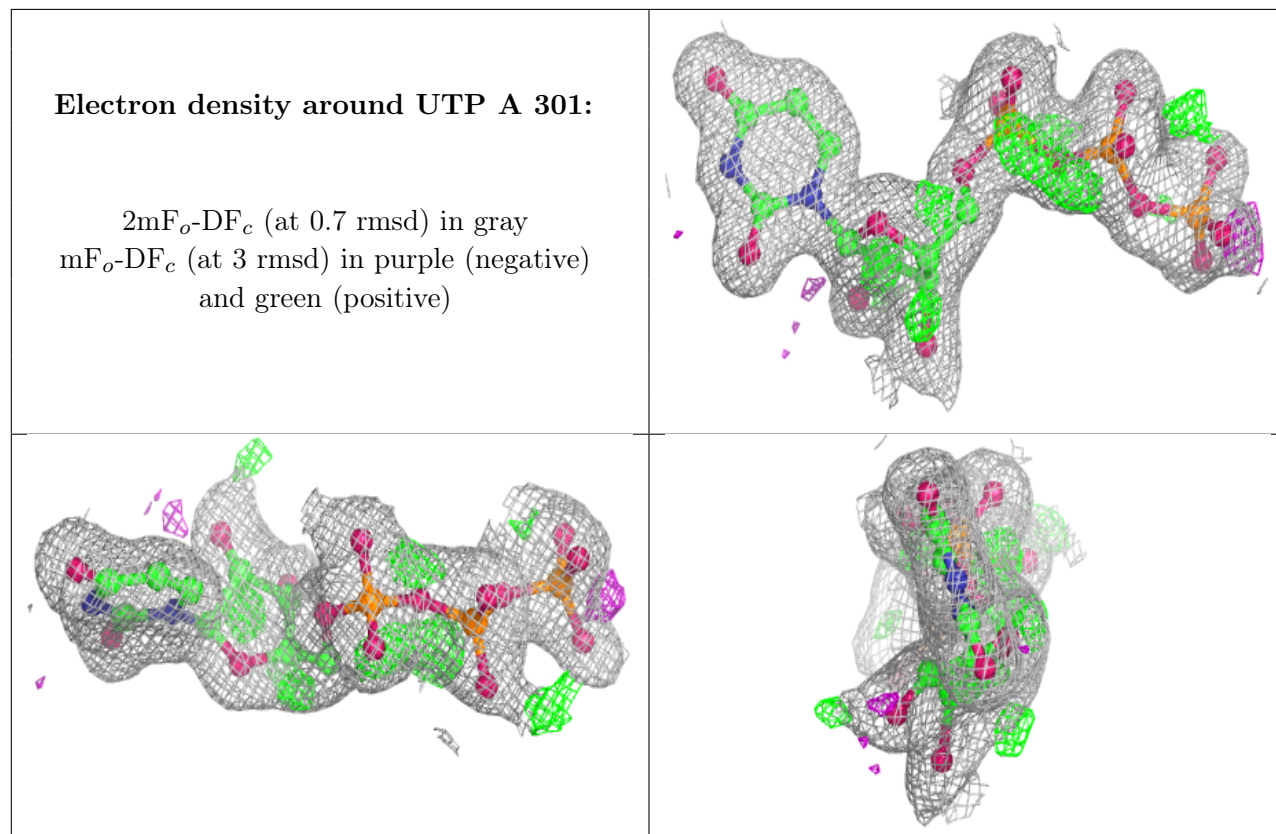 Electron density around UTP A 301:
2mFo-DFc (at 0.7 rmsd) in gray
mFo-DFc (at 3 rmsd) in purple (negative)
and green (positive)